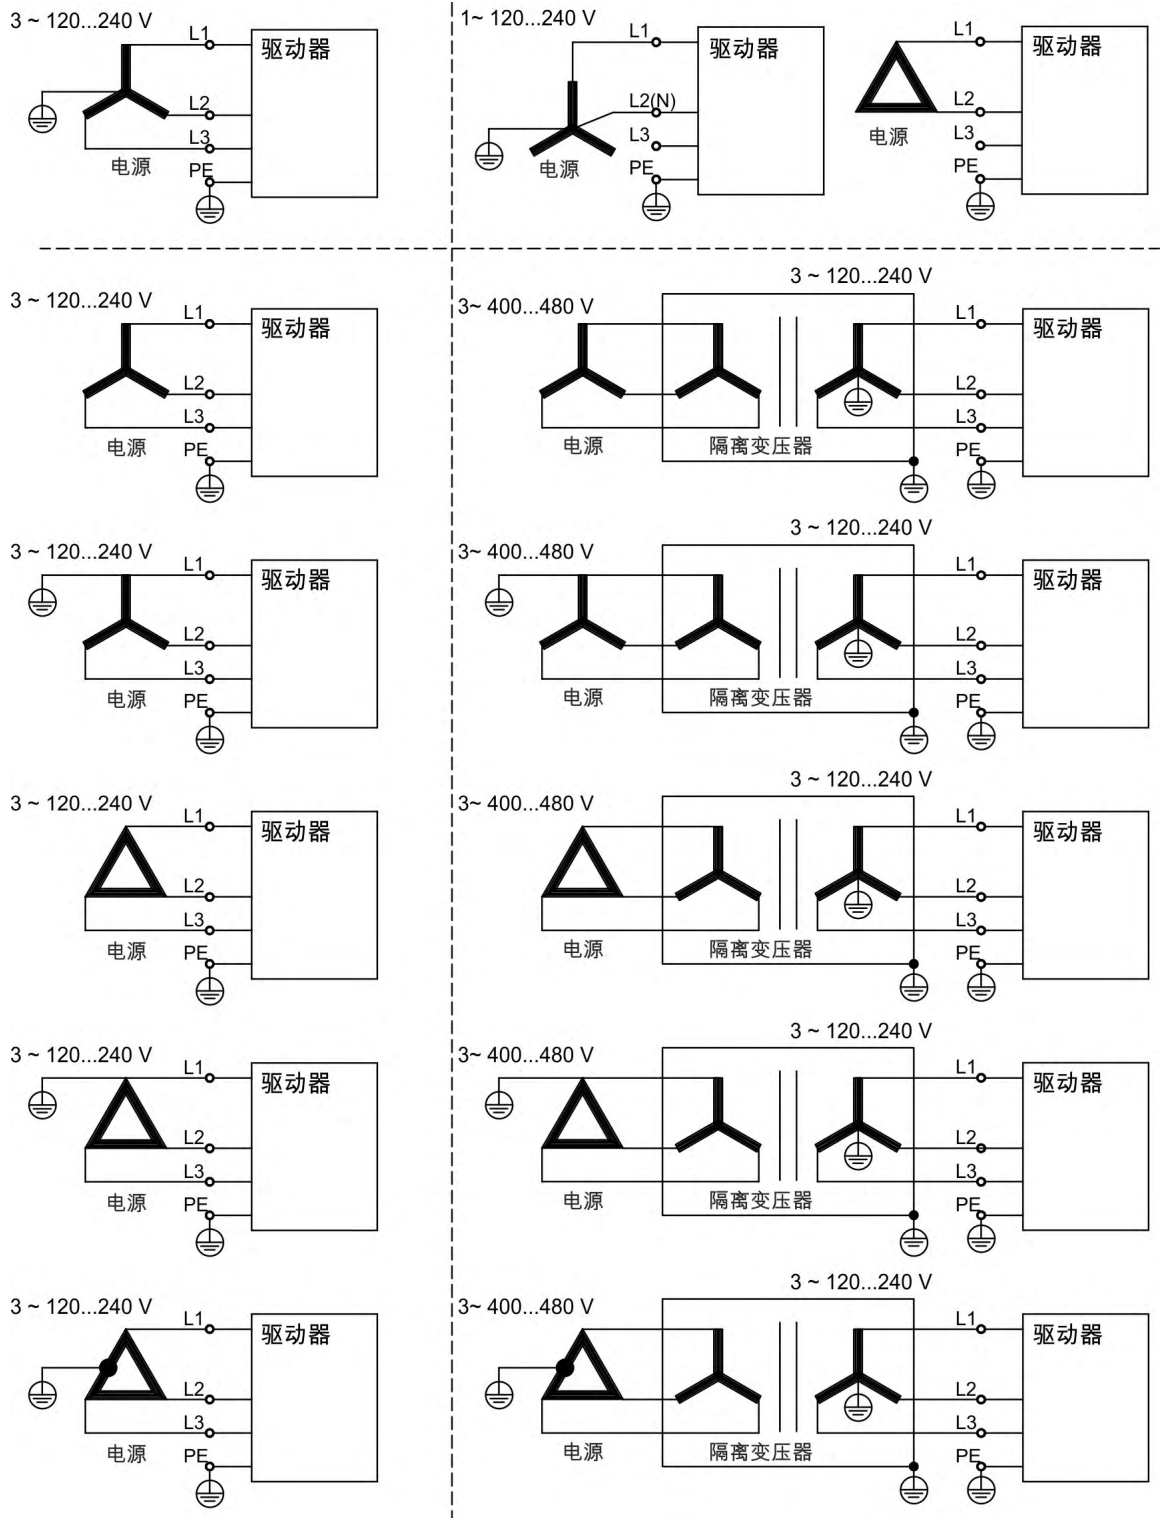 3 ~ 120...240 V
L1
驱动器
L2
L3
电源
PE
1~ 120...240 V
L1
驱动器
L2(N)
L3
电源
PE
L1
驱动器
L2
电源
L3
PE
3 ~ 120...240 V
L1
驱动器
L2
L3
电源
PE
3 ~ 120...240 V
3~ 400...480 V
L1
驱动器
L2
L3
电源
隔离变压器
PE
3 ~ 120...240 V
L1
驱动器
L2
L3
电源
PE
3 ~ 120...240 V
3~ 400...480 V
L1
驱动器
L2
L3
电源
隔离变压器
PE
3 ~ 120...240 V
L1
驱动器
L2
L3
电源
PE
3 ~ 120...240 V
3~ 400...480 V
L1
驱动器
L2
L3
电源
隔离变压器
PE
3 ~ 120...240 V
L1
驱动器
L2
L3
电源
PE
3 ~ 120...240 V
3~ 400...480 V
L1
驱动器
L2
L3
电源
隔离变压器
PE
3 ~ 120...240 V
L1
驱动器
L2
L3
电源
PE
3 ~ 120...240 V
3~ 400...480 V
L1
驱动器
L2
L3
电源
隔离变压器
PE